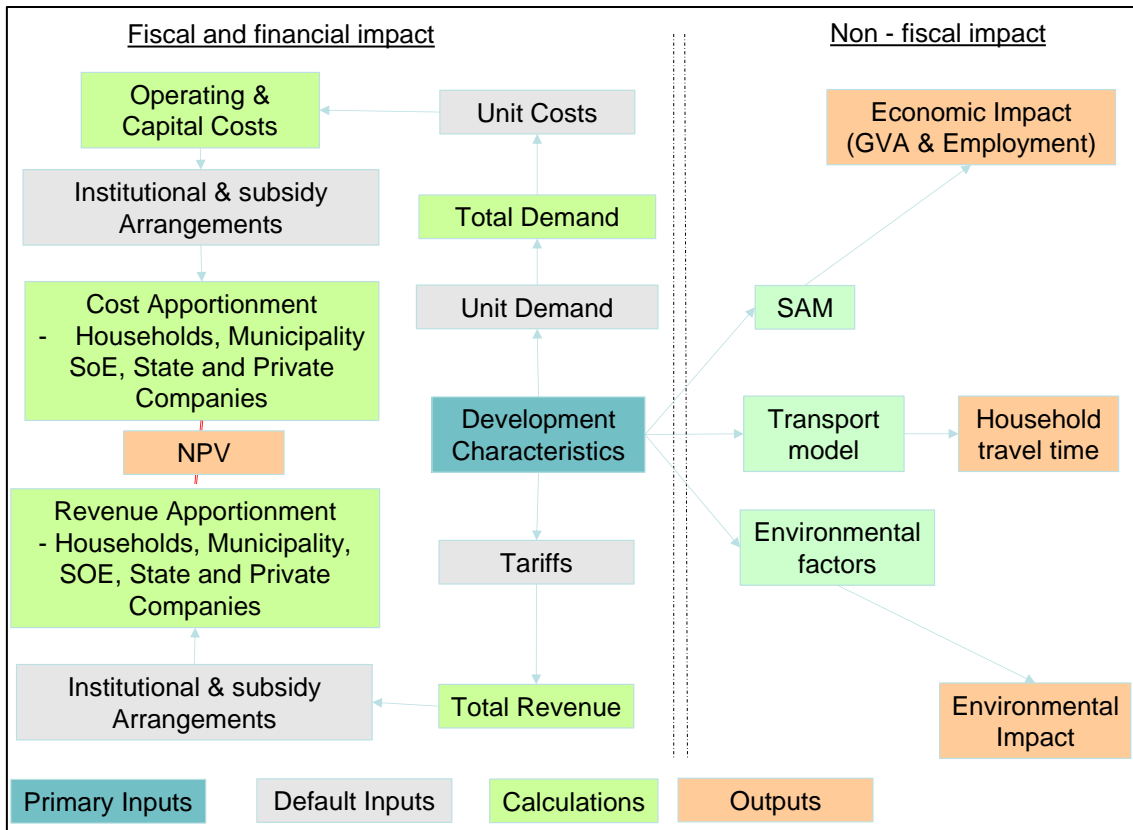 Fiscal and financial impact
Non - fiscal impact
Operating &
Capital Costs
Unit Costs
Economic Impact
(GVA & Employment)
Institutional & subsidy
Arrangements
Total Demand
Cost Apportionment
- Households, Municipality
SoE, State and Private
Companies
Unit Demand
SAM
NPV
Development
Characteristics
Transport
model
Household
travel time
Revenue Apportionment
- Households, Municipality,
SOE, State and Private
Companies
Tariffs
Environmental
factors
Institutional & subsidy
Arrangements
Total Revenue
Environmental
Impact
Primary Inputs
Default Inputs
Calculations
Outputs